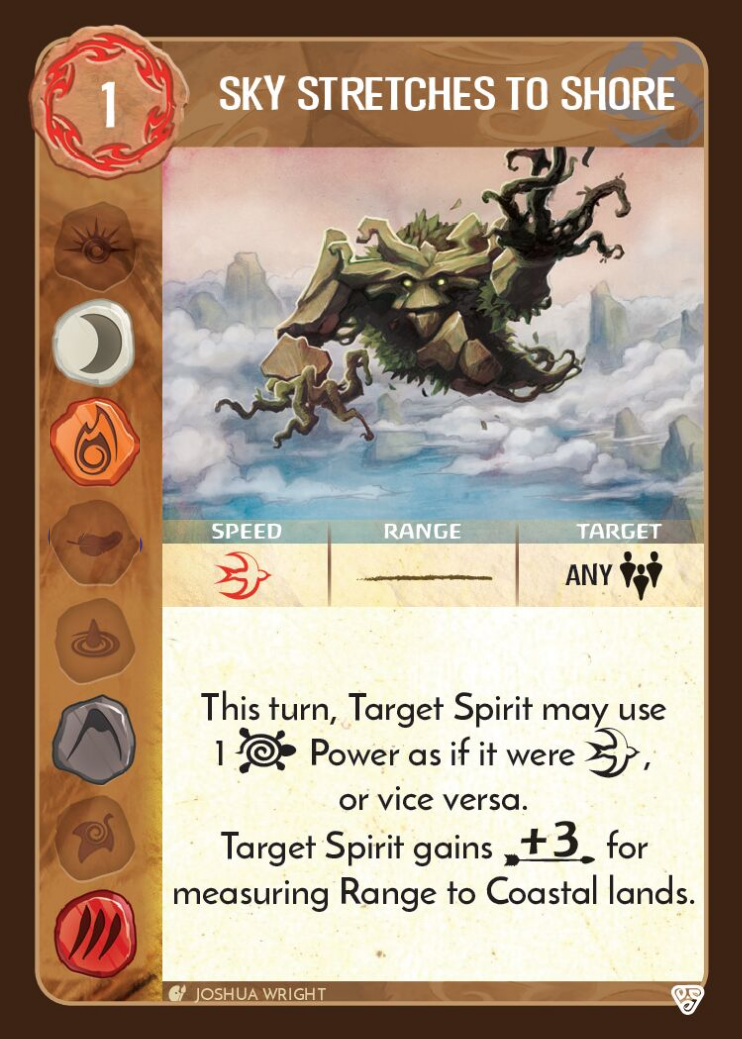 1
SKY STRETCHES TO SHORE
SPEED RANGE TARGET
ANY
This turn, Target Spirit may use
1 Power as if it were ,
or vice versa.
Target Spirit gains +3 for
measuring Range to Coastal lands.
JOSHUA WRIGHT